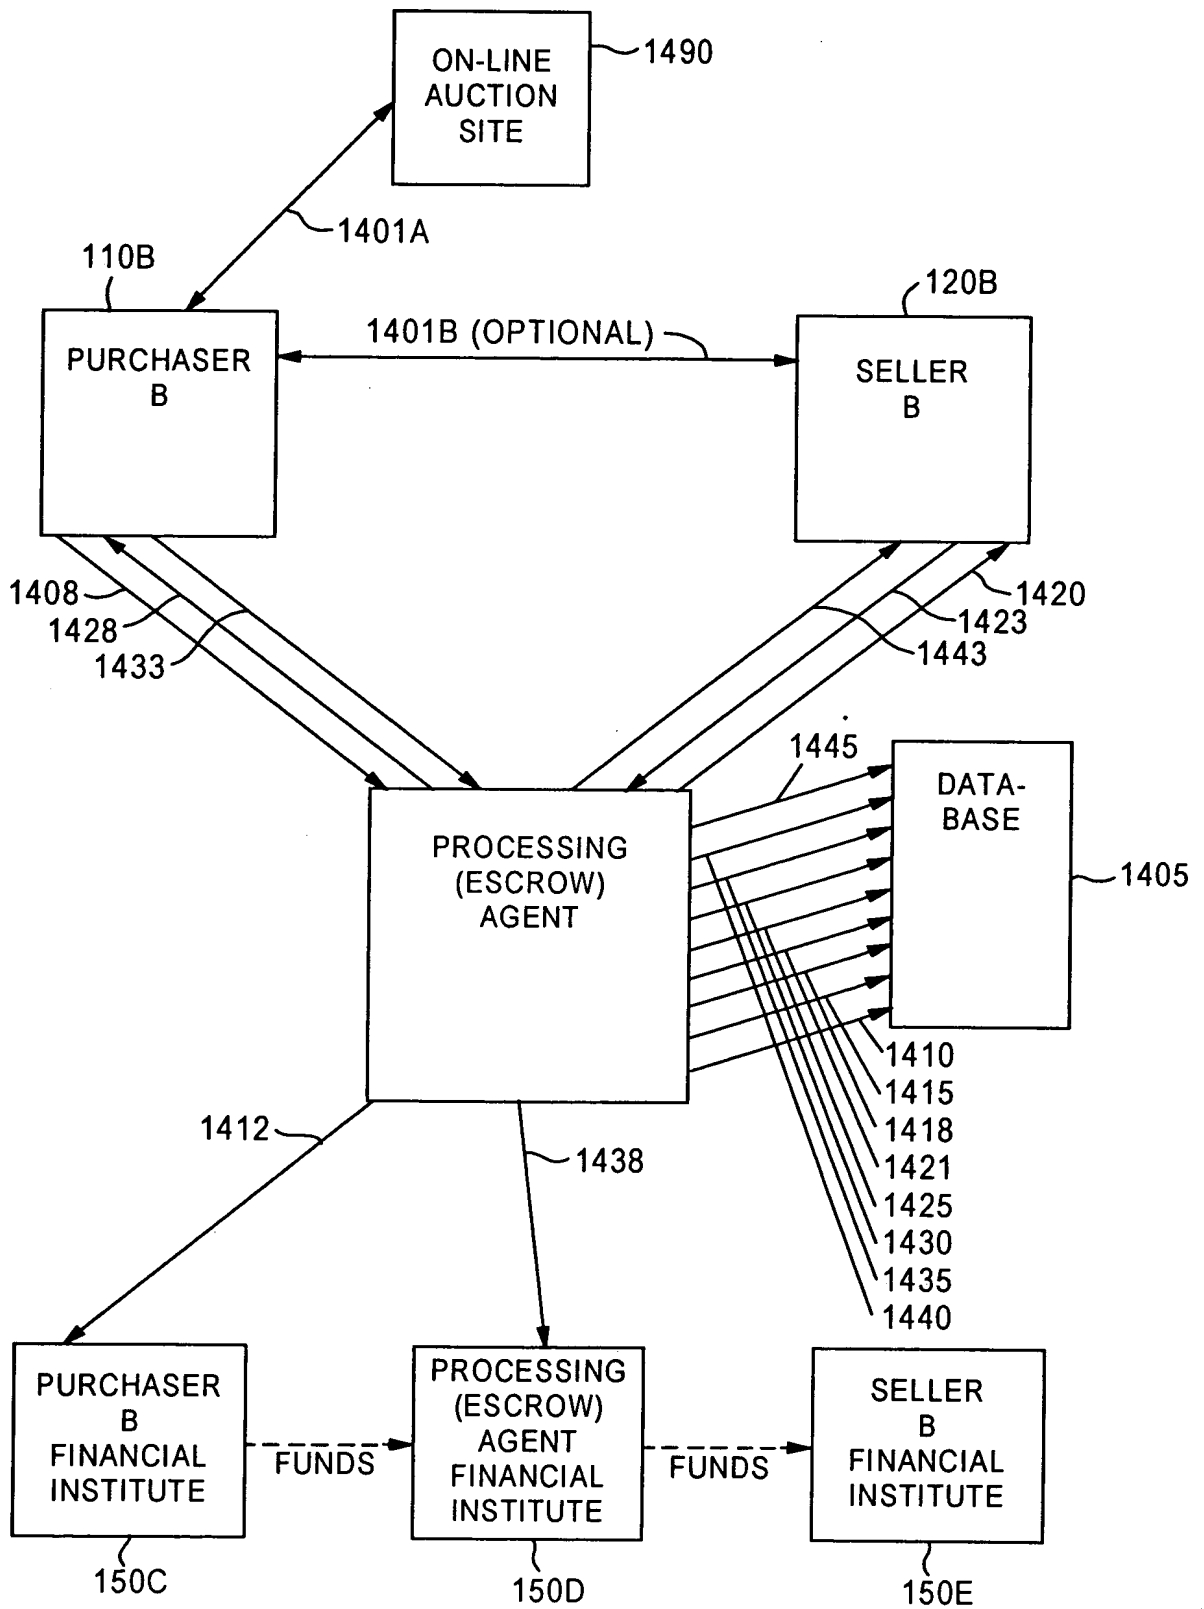 ON-LINE
AUCTION
SITE
1490
1401A
110B
120B
PURCHASER
B
1401B (OPTIONAL)
SELLER
B
1408
1428
1433
1420
1423
1443
1445
DATA-
BASE
1405
PROCESSING
(ESCROW)
AGENT
1410
1415
1418
1421
1425
1430
1435
1440
1412
1438
PURCHASER
B
FINANCIAL
INSTITUTE
FUNDS
PROCESSING
(ESCROW)
AGENT
FINANCIAL
INSTITUTE
FUNDS
SELLER
B
FINANCIAL
INSTITUTE
150C
150D
150E